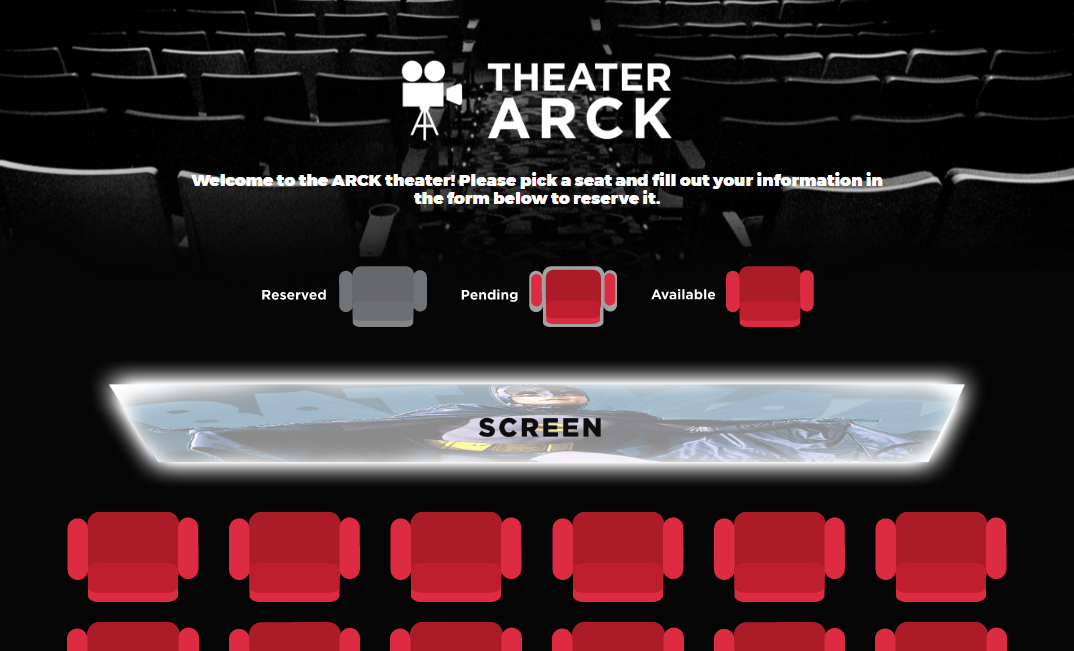 THEATER
ARCK
Welcome to the ARCK theater! Please pick a seat and fill out your information in
the form below to reserve it.
Reserved
Pending
Available
SCREEN